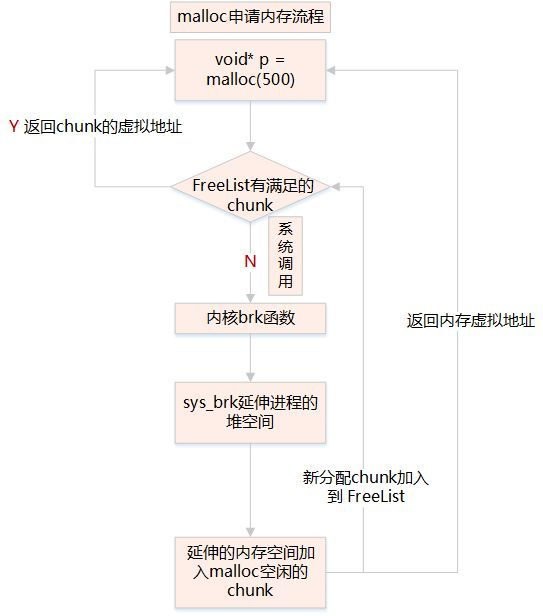 malloc申请内存流程
void* p =
malloc(500)
Y 返回chunk的虚拟地址
FreeList有满足的
chunk
系
统
调
用
N
内核brk函数
返回内存虚拟地址
sys_brk延伸进程的
堆空间
新分配chunk加入
到 FreeList
延伸的内存空间加
入malloc空闲的
chunk